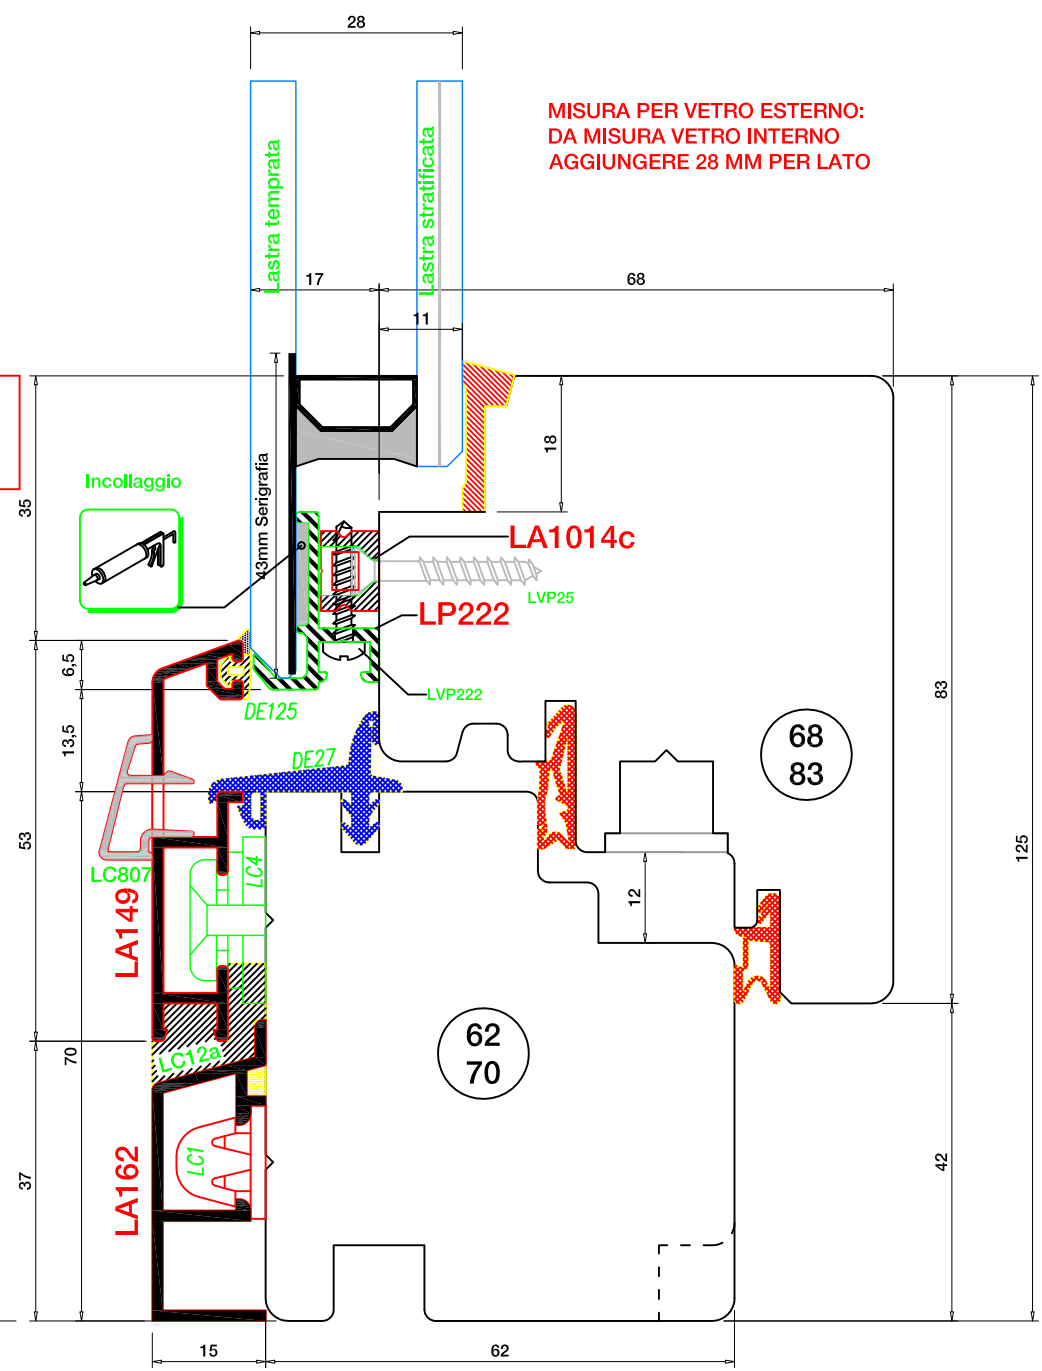 28
MISURA PER VETRO ESTERNO:
DA MISURA VETRO INTERNO
AGGIUNGERE 28 MM PER LATO
Lastra temprata
Lastra stratificata
17
68
11
18
35
Incollaggio
43mm Serigrafia
LA1014c
LVP25
LP222
LVP222
6,5
13,5
DE125
DE27
83
68
83
53
LC807
LC4
LA149
12
125
62
70
70
LC12a
LC1
LA162
37
42
15
62